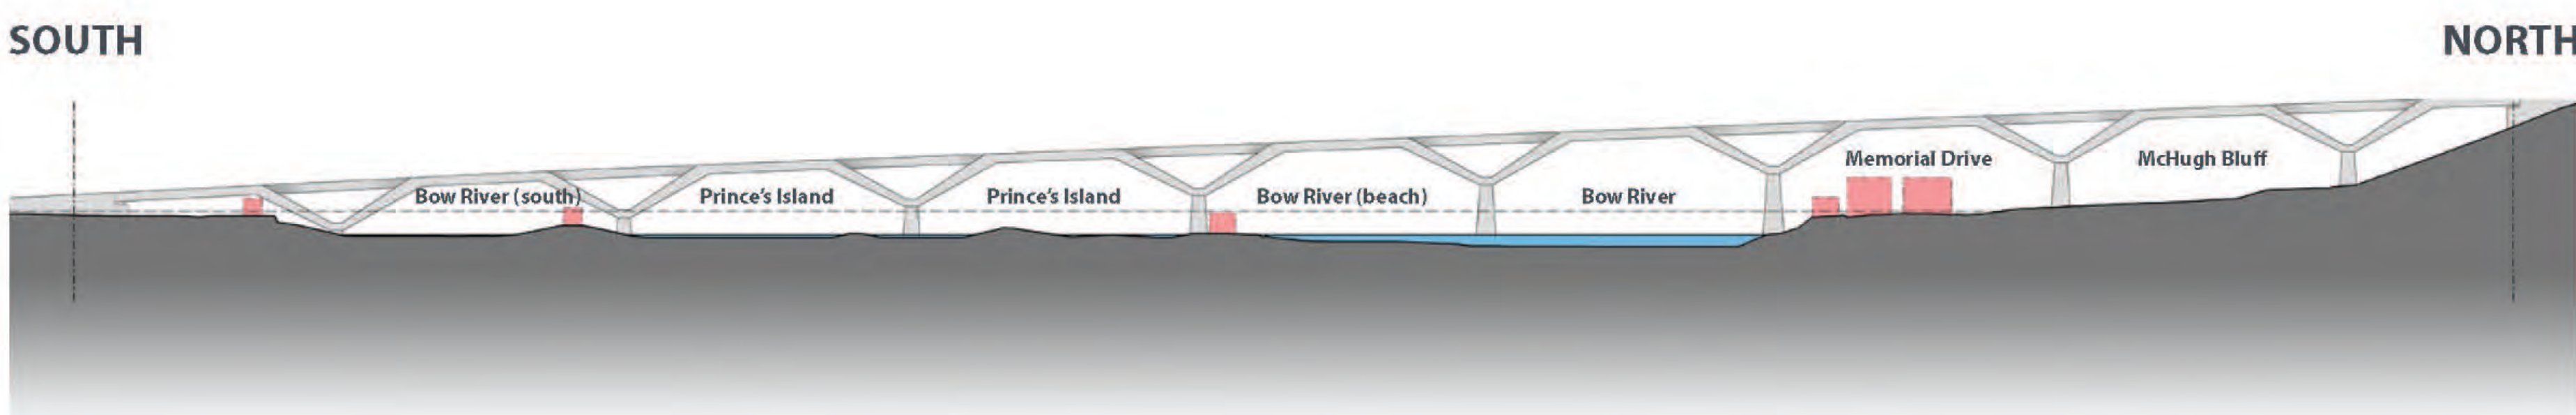 SOUTH
NORTH
Memorial Drive
McHugh Bluff
Bow River (south)
Prince's Island
Prince's Island
Bow River (beach)
Bow River